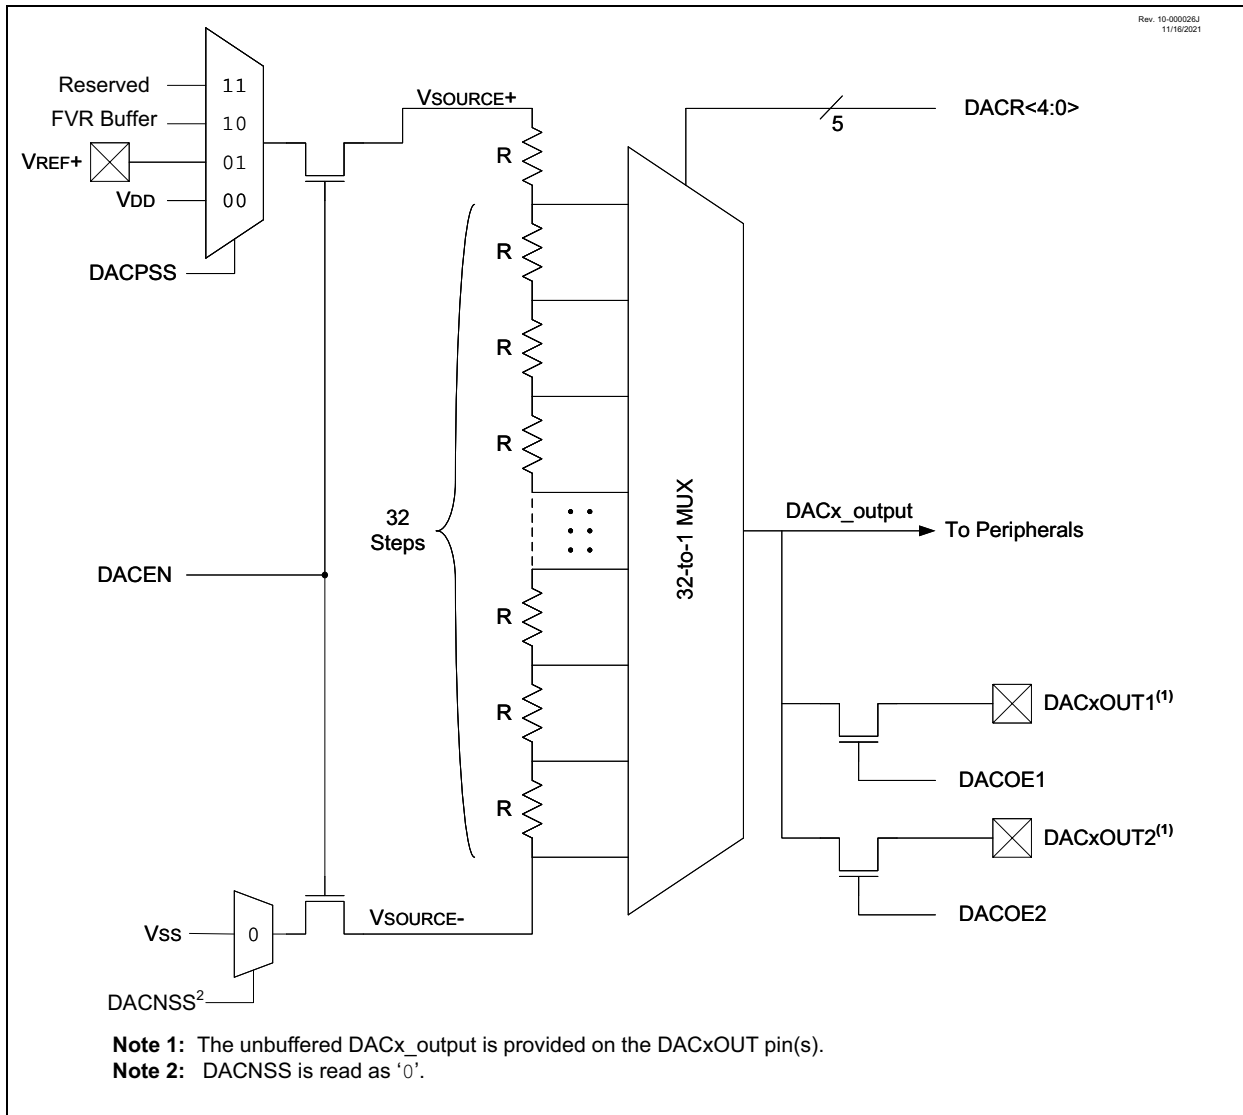 Rev. 10-000026J
11/16/2021
Reserved
11
FVR Buffer
10
VREF+
01
VDD
00
DACPSS
VSOURCE+
DACR<4:0>
5
R
R
R
R
32
Steps
32-to-1 MUX
DACx_output
To Peripherals
DACEN
R
R
R
DACxOUT1(1)
DACOE1
DACxOUT2(1)
DACOE2
VSOURCE-
Vss
0
DACNSS2
Note 1: The unbuffered DACx_output is provided on the DACxOUT pin(s).
Note 2: DACNSS is read as ‘0’.